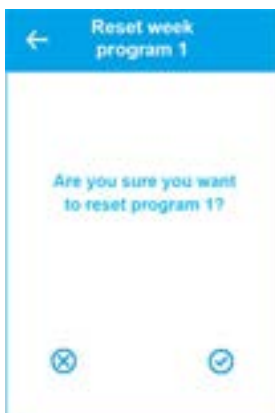 Reset week
program 1
Are you sure you want
to reset program 1?